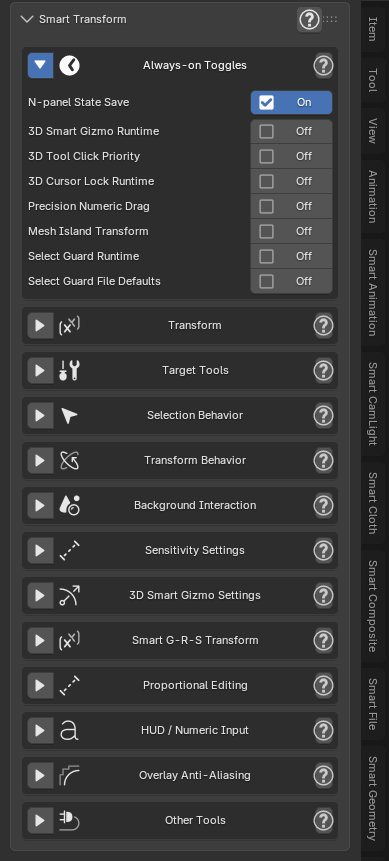 Smart Transform
?
Always-on Toggles
?
N-panel State Save
On
3D Smart Gizmo Runtime
Off
3D Tool Click Priority
Off
3D Cursor Lock Runtime
Off
Precision Numeric Drag
Off
Mesh Island Transform
Off
Select Guard Runtime
Off
Select Guard File Defaults
Off
(x)
Transform
?
Target Tools
?
Selection Behavior
?
Transform Behavior
?
Background Interaction
?
Sensitivity Settings
?
3D Smart Gizmo Settings
?
(x)
Smart G-R-S Transform
?
Proportional Editing
?
a
HUD / Numeric Input
?
Overlay Anti-Aliasing
?
Other Tools
?
Item
Tool
View
Animation
Smart Animation
Smart CamLight
Smart Cloth
Smart Composite
Smart File
Smart Geometry